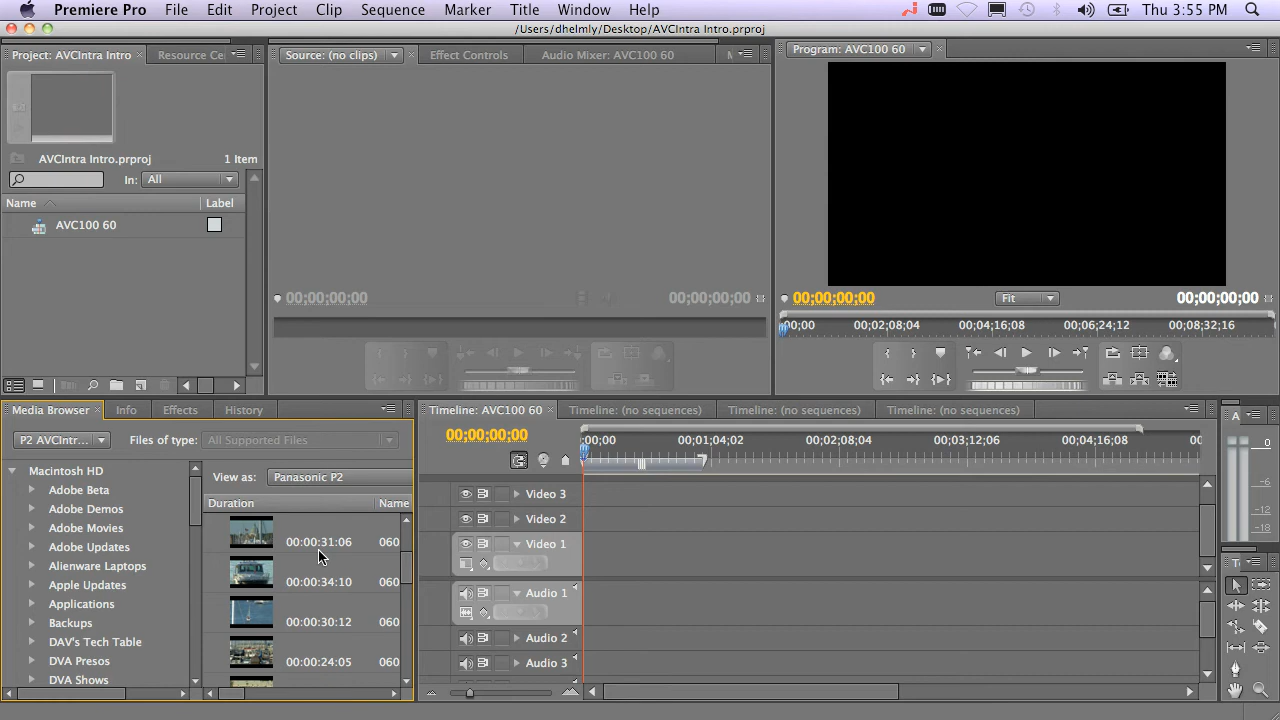 Premiere Pro File Edit Project Clip Sequence Marker Title Window Help Thu 3:55 PM
/Users/dhelmly/Desktop/AVCIntra Intro.prproj
Project: AVCIntra Intro Resource Ce
AVCIntra Intro.prproj 1 Item
In: All
Name Label
AVC100 60
Source: (no clips) Effect Controls Audio Mixer: AVC100 60 M
00;00;00;00 00;00;00;00
Program: AVC100 60
00;00;00;00 Fit 00;00;00;00
00;00 00;02;08;04 00;04;16;08 00;06;24;12 00;08;32;16
Media Browser Info Effects History
P2 AVCIntr... Files of type: All Supported Files
Macintosh HD
Adobe Beta
Adobe Demos
Adobe Movies
Adobe Updates
Alienware Laptops
Apple Updates
Applications
Backups
DAV's Tech Table
DVA Presos
DVA Shows
View as: Panasonic P2
Duration Name
00:00:31:06 060
00:00:34:10 060
00:00:30:12 060
00:00:24:05 060
Timeline: AVC100 60 Timeline: (no sequences) Timeline: (no sequences) Timeline: (no sequences)
00;00;00;00
;00;00 00;01;04;02 00;02;08;04 00;03;12;06 00;04;16;08 00
Video 3
Video 2
Video 1
Audio 1
Audio 2
Audio 3
A
0
-6
-12
-18
To